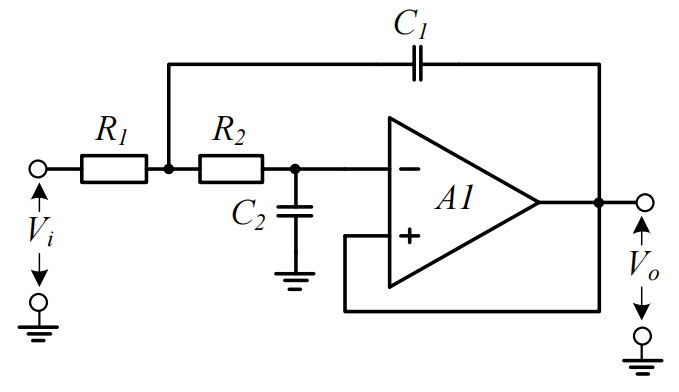 C₁
R₁
R₂
−
A1
C₂
+
Vᵢ
Vₒ